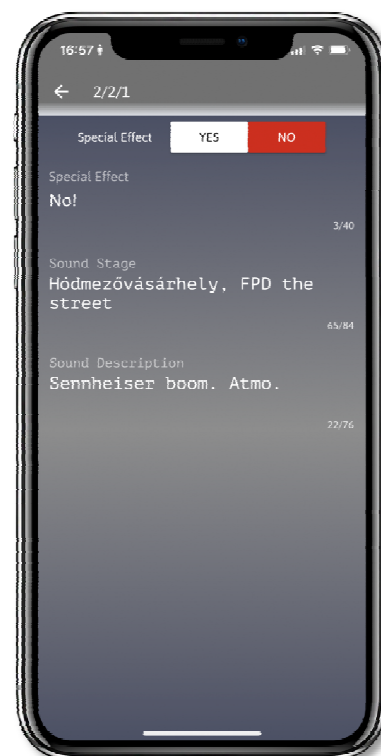 16:57
← 2/2/1
Special Effect YES NO
Special Effect
No!
3/40
Sound Stage
Hódmezővásárhely, FPD the
street
65/84
Sound Description
Sennheiser boom. Atmo.
22/76